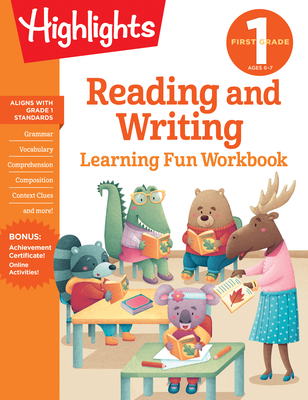 Highlights
1
FIRST GRADE
AGES 6–7
ALIGNS WITH
GRADE 1
STANDARDS
Grammar
Vocabulary
Comprehension
Composition
Context Clues
and more!
BONUS:
Achievement
Certificate!
Online
Activities!
Reading and
Writing
Learning Fun Workbook